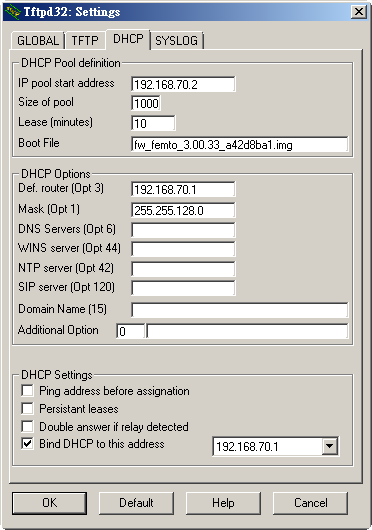 Tftpd32: Settings
GLOBAL TFTP DHCP SYSLOG
DHCP Pool definition
IP pool start address 192.168.70.2
Size of pool 1000
Lease (minutes) 10
Boot File fw_femto_3.00.33_a42d8ba1.img
DHCP Options
Def. router (Opt 3) 192.168.70.1
Mask (Opt 1) 255.255.128.0
DNS Servers (Opt 6)
WINS server (Opt 44)
NTP server (Opt 42)
SIP server (Opt 120)
Domain Name (15)
Additional Option 0
DHCP Settings
Ping address before assignation
Persistant leases
Double answer if relay detected
Bind DHCP to this address 192.168.70.1
OK Default Help Cancel